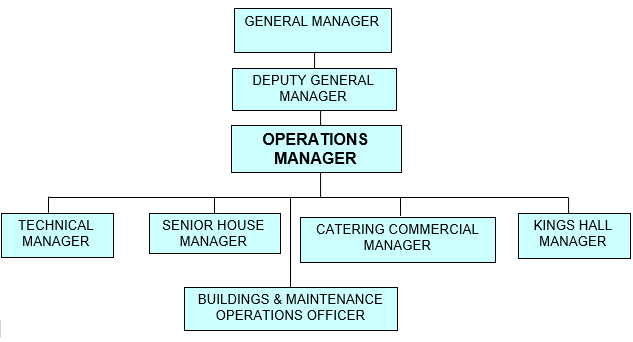 GENERAL MANAGER
DEPUTY GENERAL
MANAGER
OPERATIONS
MANAGER
TECHNICAL
MANAGER
SENIOR HOUSE
MANAGER
CATERING COMMERCIAL
MANAGER
KINGS HALL
MANAGER
BUILDINGS & MAINTENANCE
OPERATIONS OFFICER